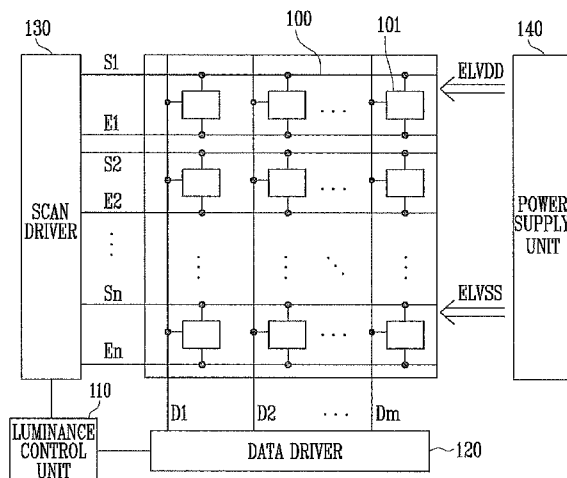 130
100
101
140
S1
ELVDD
E1
S2
E2
SCAN
DRIVER
POWER
SUPPLY
UNIT
Sn
ELVSS
En
110
D1
D2
...
Dm
LUMINANCE
CONTROL
UNIT
DATA DRIVER
120